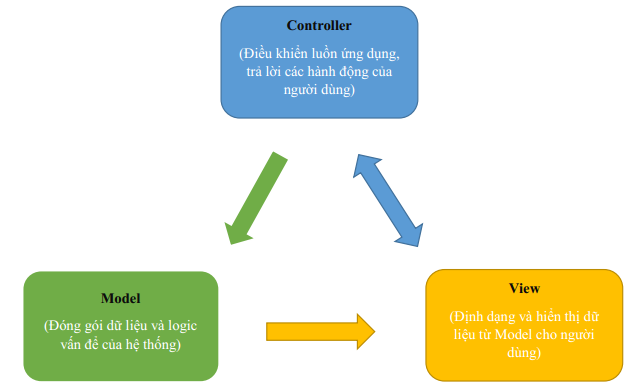 Controller
(Điều khiển luồn ứng dụng,
trả lời các hành động của
người dùng)
Model
(Đóng gói dữ liệu và logic
vấn để của hệ thống)
View
(Định dạng và hiển thị dữ
liệu từ Model cho người
dùng)